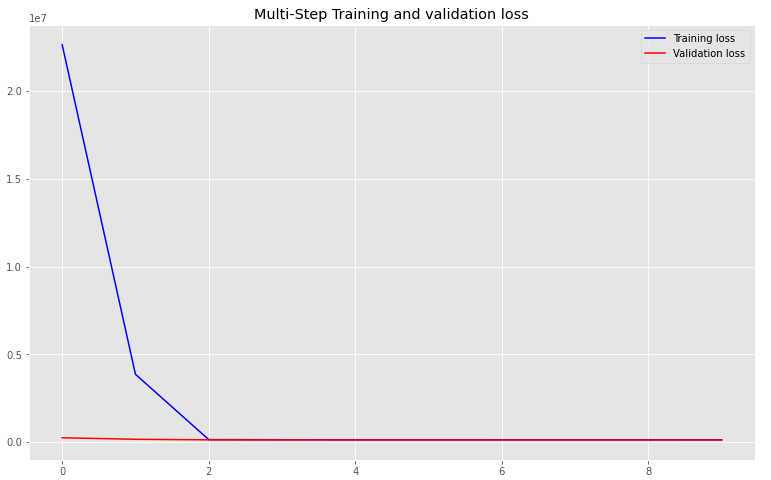 Multi-Step Training and validation loss
1e7
Training loss
Validation loss
2.0
1.5
1.0
0.5
0.0
0 2 4 6 8